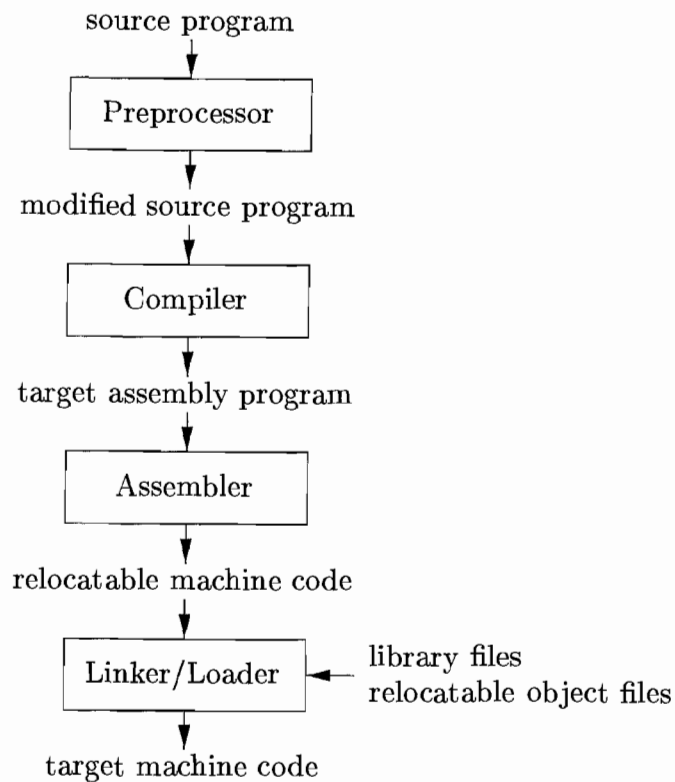 source program
Preprocessor
modified source program
Compiler
target assembly program
Assembler
relocatable machine code
Linker/Loader
library files
relocatable object files
target machine code